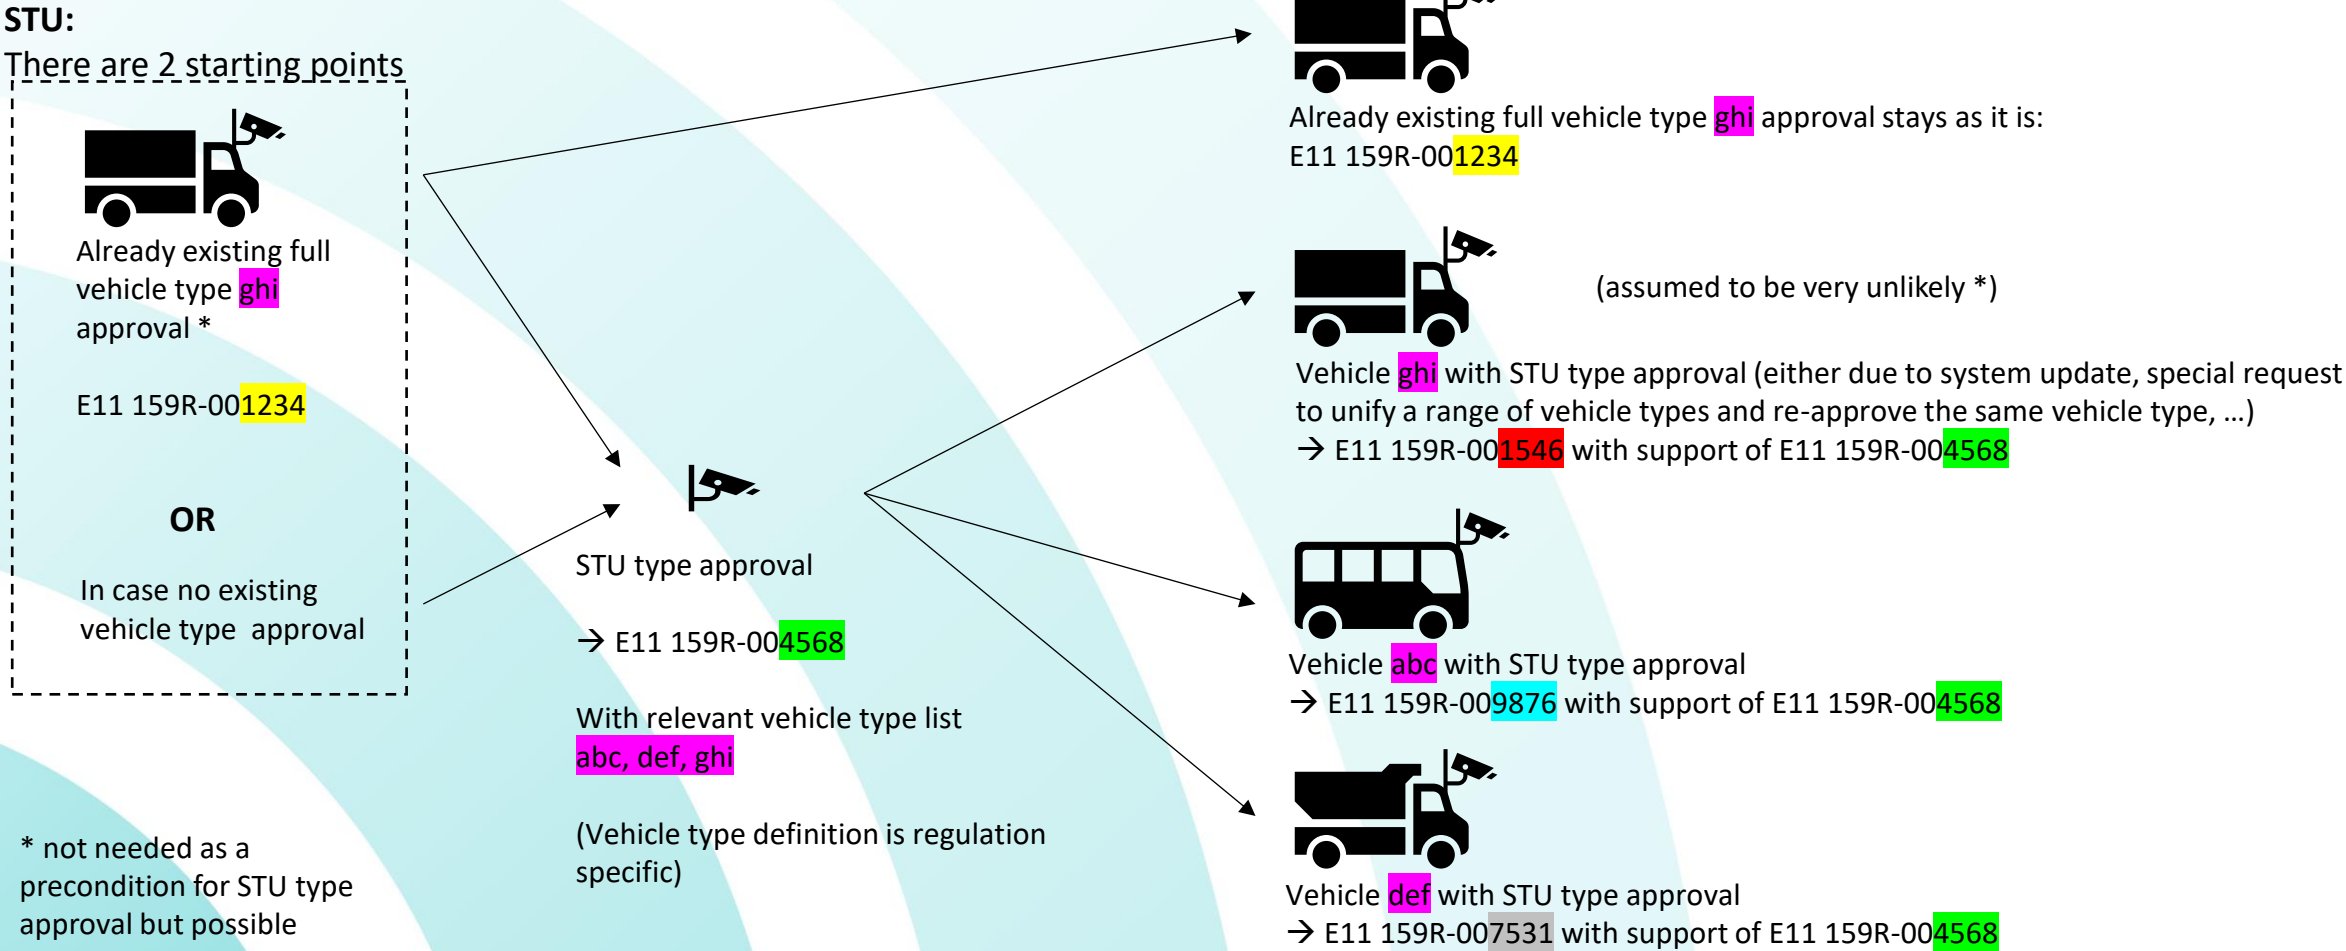 STU:
There are 2 starting points
Already existing full
vehicle type ghi
approval *
E11 159R-001234
OR
In case no existing
vehicle type  approval
* not needed as a
precondition for STU type
approval but possible
STU type approval
→ E11 159R-004568
With relevant vehicle type list
abc, def, ghi
(Vehicle type definition is regulation
specific)
Already existing full vehicle type ghi approval stays as it is:
E11 159R-001234
(assumed to be very unlikely *)
Vehicle ghi with STU type approval (either due to system update, special request
to unify a range of vehicle types and re-approve the same vehicle type, …)
→ E11 159R-001546 with support of E11 159R-004568
Vehicle abc with STU type approval
→ E11 159R-009876 with support of E11 159R-004568
Vehicle def with STU type approval
→ E11 159R-007531 with support of E11 159R-004568